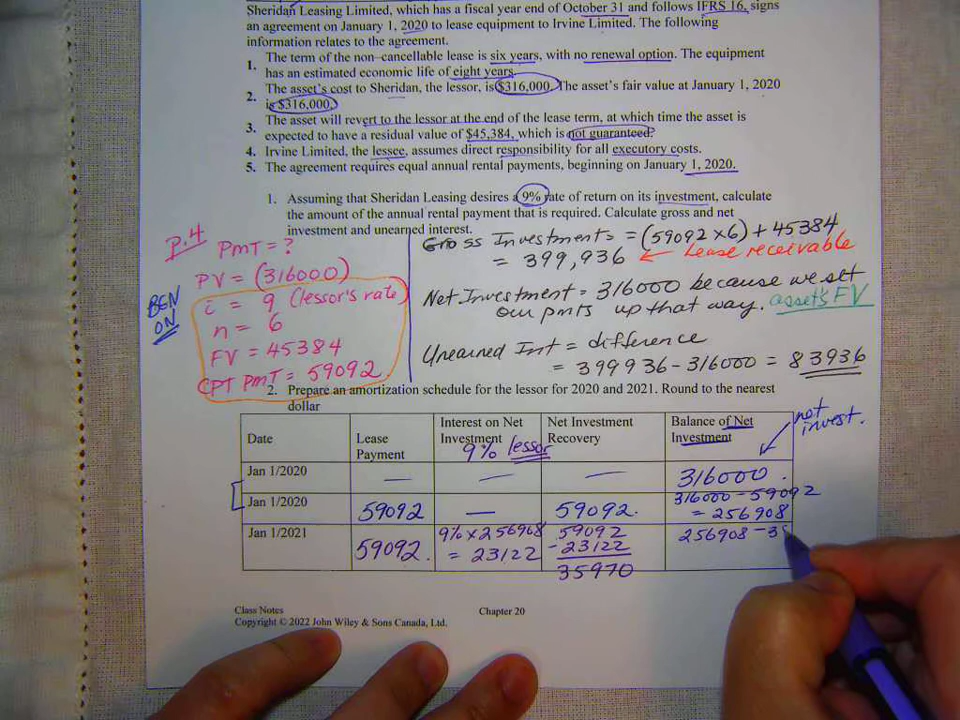 Sheridan Leasing Limited, which has a fiscal year end of October 31 and follows IFRS 16, signs
an agreement on January 1, 2020 to lease equipment to Irvine Limited. The following
information relates to the agreement.
1. The term of the non–cancellable lease is six years, with no renewal option. The equipment
has an estimated economic life of eight years.
2. The asset's cost to Sheridan, the lessor, is $316,000. The asset's fair value at January 1, 2020
is $316,000.
3. The asset will revert to the lessor at the end of the lease term, at which time the asset is
expected to have a residual value of $45,384, which is not guaranteed?
4. Irvine Limited, the lessee, assumes direct responsibility for all executory costs.
5. The agreement requires equal annual rental payments, beginning on January 1, 2020.
1. Assuming that Sheridan Leasing desires a 9% rate of return on its investment, calculate
the amount of the annual rental payment that is required. Calculate gross and net
investment and unearned interest.
P.4
PMT = ?
PV = (316000)
i = 9 (lessor's rate)
n = 6
FV = 45384
CPT PMT = 59092
BGN
ON
Gross Investments = (59092 × 6) + 45384
= 399,936 ← Lease receivable
Net Investment = 316000 because we set
our pmts up that way. asset's FV
Unearned Int = difference
= 399936 - 316000 = 83936
2. Prepare an amortization schedule for the lessor for 2020 and 2021. Round to the nearest
dollar
not
invest.
Date Lease Payment Interest on Net Investment Net Investment Recovery Balance of Net Investment
9% lessor
Jan 1/2020 — — — 316000
Jan 1/2020 59092 — 59092. 316000 - 59092
= 256908
Jan 1/2021 59092. 9% × 256908 59092 256908 - 35
= 23122 - 23122
35970
Class Notes Chapter 20
Copyright © 2022 John Wiley & Sons Canada, Ltd.